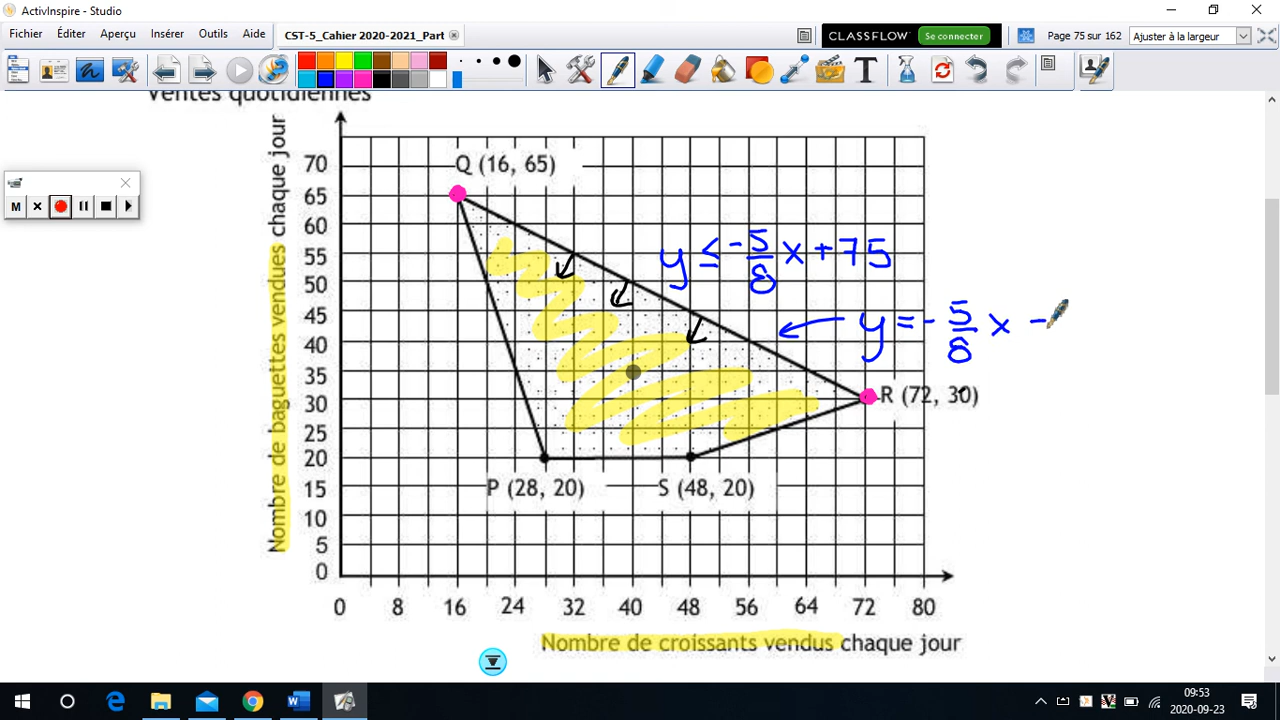 ActivInspire - Studio
Fichier Éditer Aperçu Insérer Outils Aide CST-5_Cahier 2020-2021_Part CLASSFLOW Se connecter Page 75 sur 162 Ajuster à la largeur
Ventes quotidiennes
Nombre de baguettes vendues chaque jour
M
70
65
60
55
50
45
40
35
30
25
20
15
10
5
0
Q (16, 65)
y ≤ -5/8 x + 75
y = -5/8 x -
R (72, 30)
P (28, 20) S (48, 20)
0 8 16 24 32 40 48 56 64 72 80
Nombre de croissants vendus chaque jour
09:53
2020-09-23